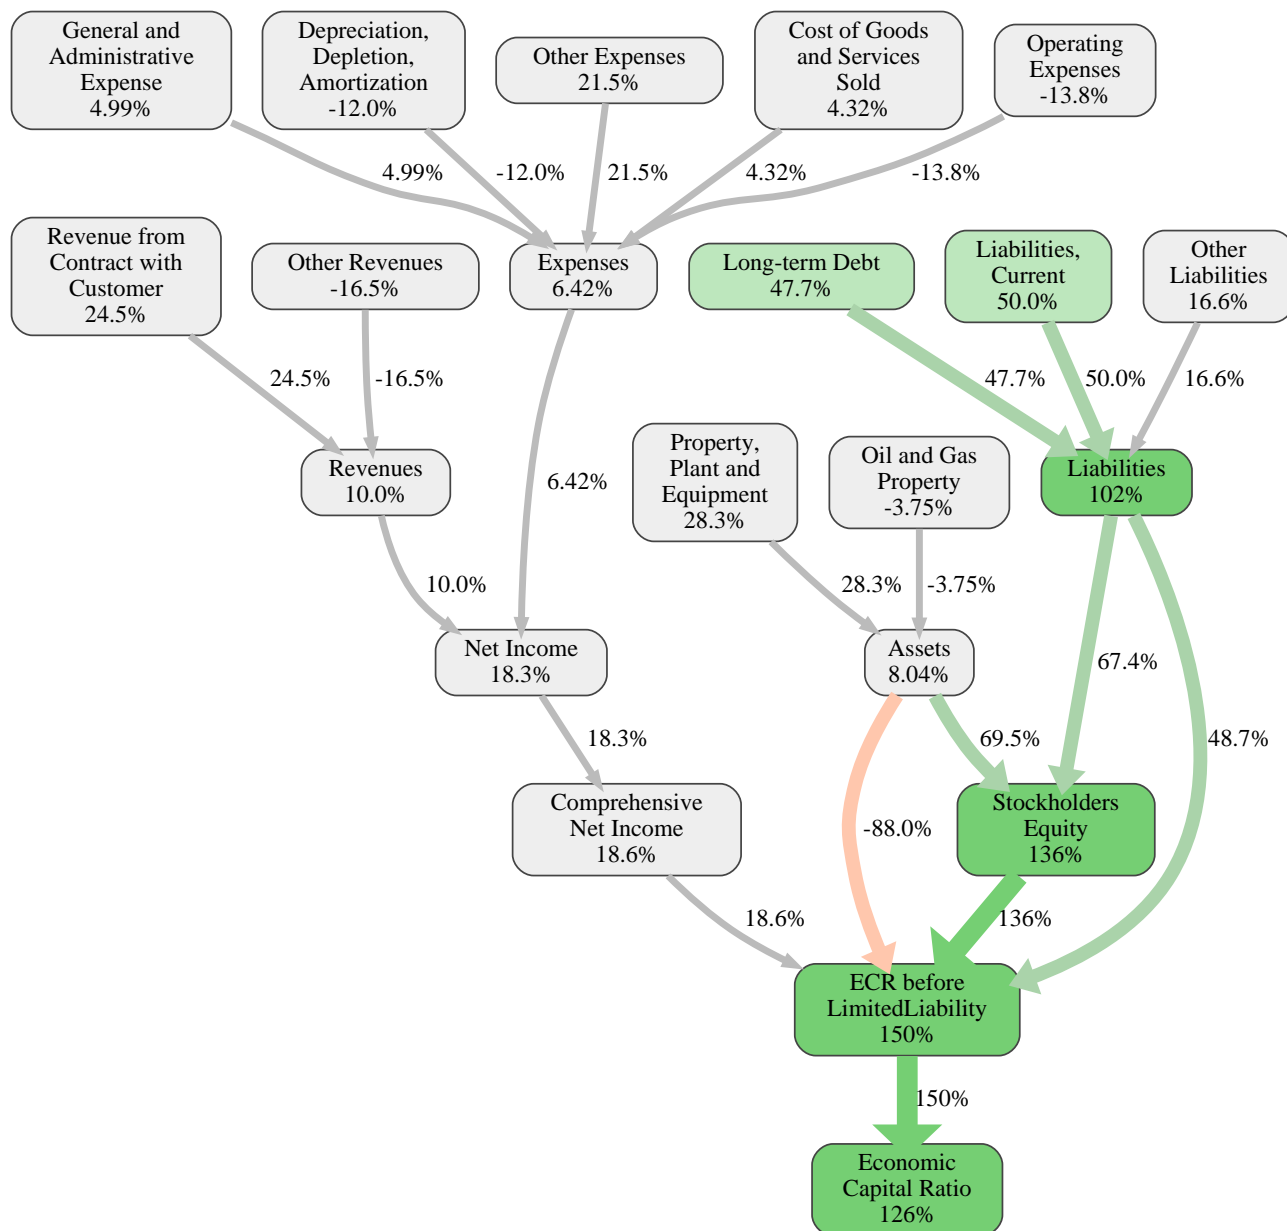 General and
Administrative
Expense
4.99%
Depreciation,
Depletion,
Amortization
-12.0%
Other Expenses
21.5%
Cost of Goods
and Services
Sold
4.32%
Operating
Expenses
-13.8%
4.99%
-12.0%
21.5%
4.32%
-13.8%
Revenue from
Contract with
Customer
24.5%
Other Revenues
-16.5%
Expenses
6.42%
Long-term Debt
47.7%
Liabilities,
Current
50.0%
Other
Liabilities
16.6%
24.5%
-16.5%
47.7%
50.0%
16.6%
Revenues
10.0%
6.42%
Property,
Plant and
Equipment
28.3%
Oil and Gas
Property
-3.75%
Liabilities
102%
10.0%
28.3%
-3.75%
Net Income
18.3%
Assets
8.04%
67.4%
18.3%
69.5%
48.7%
Comprehensive
Net Income
18.6%
-88.0%
Stockholders
Equity
136%
18.6%
136%
ECR before
LimitedLiability
150%
150%
Economic
Capital Ratio
126%